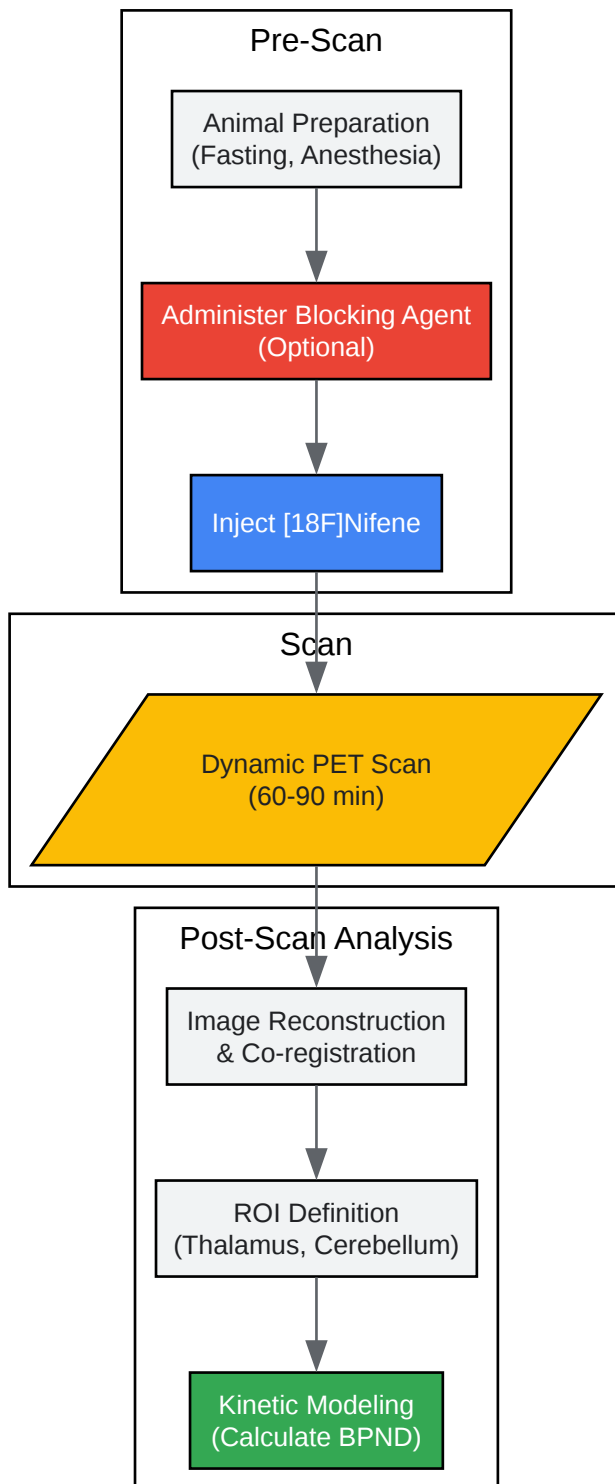 Pre-Scan
Animal Preparation
(Fasting, Anesthesia)
Administer Blocking Agent
(Optional)
Inject [18F]Nifene
Scan
Dynamic PET Scan
(60-90 min)
Post-Scan Analysis
Image Reconstruction
& Co-registration
ROI Definition
(Thalamus, Cerebellum)
Kinetic Modeling
(Calculate BPND)